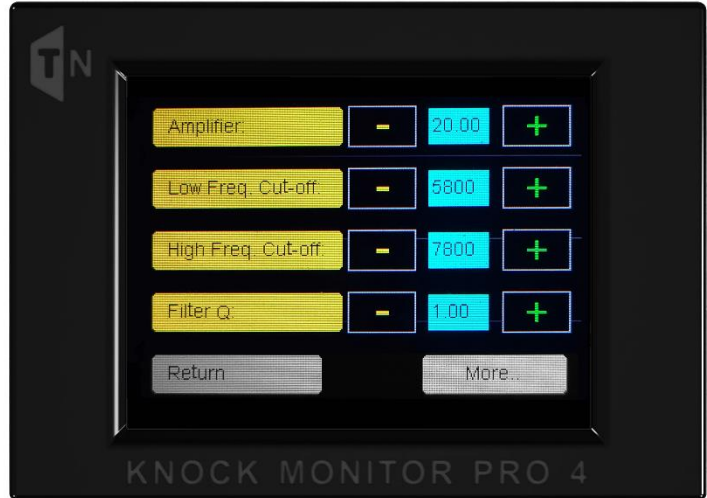 TN
Amplifier: - 20.00 +
Low Freq. Cut-off: - 5800 +
High Freq. Cut-off: - 7800 +
Filter Q: - 1.00 +
Return More..
KNOCK MONITOR PRO 4